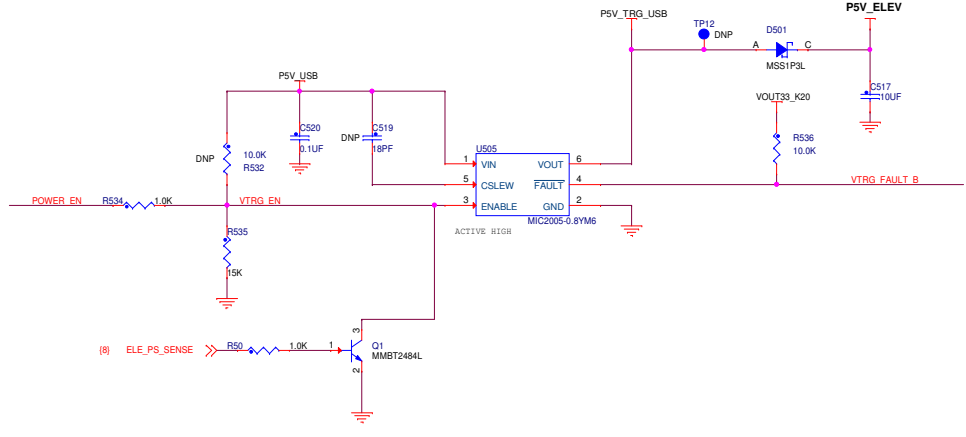 P5V_ELEV
P5V_TRG_USB
TP12
DNP
D501
A
C
MSS1P3L
P5V_USB
C517
10UF
VOUT33_K20
C520
0.1UF
DNP
C519
18PF
R536
10.0K
DNP
10.0K
R532
U505
1
VIN
VOUT
6
5
CSLEW
FAULT
4
VTRG_FAULT_B
3
ENABLE
GND
2
MIC2005-0.8YM6
ACTIVE HIGH
POWER_EN
R534
1.0K
VTRG_EN
R535
15K
{8}
ELE_PS_SENSE
R50
1.0K
1
3
2
Q1
MMBT2484L